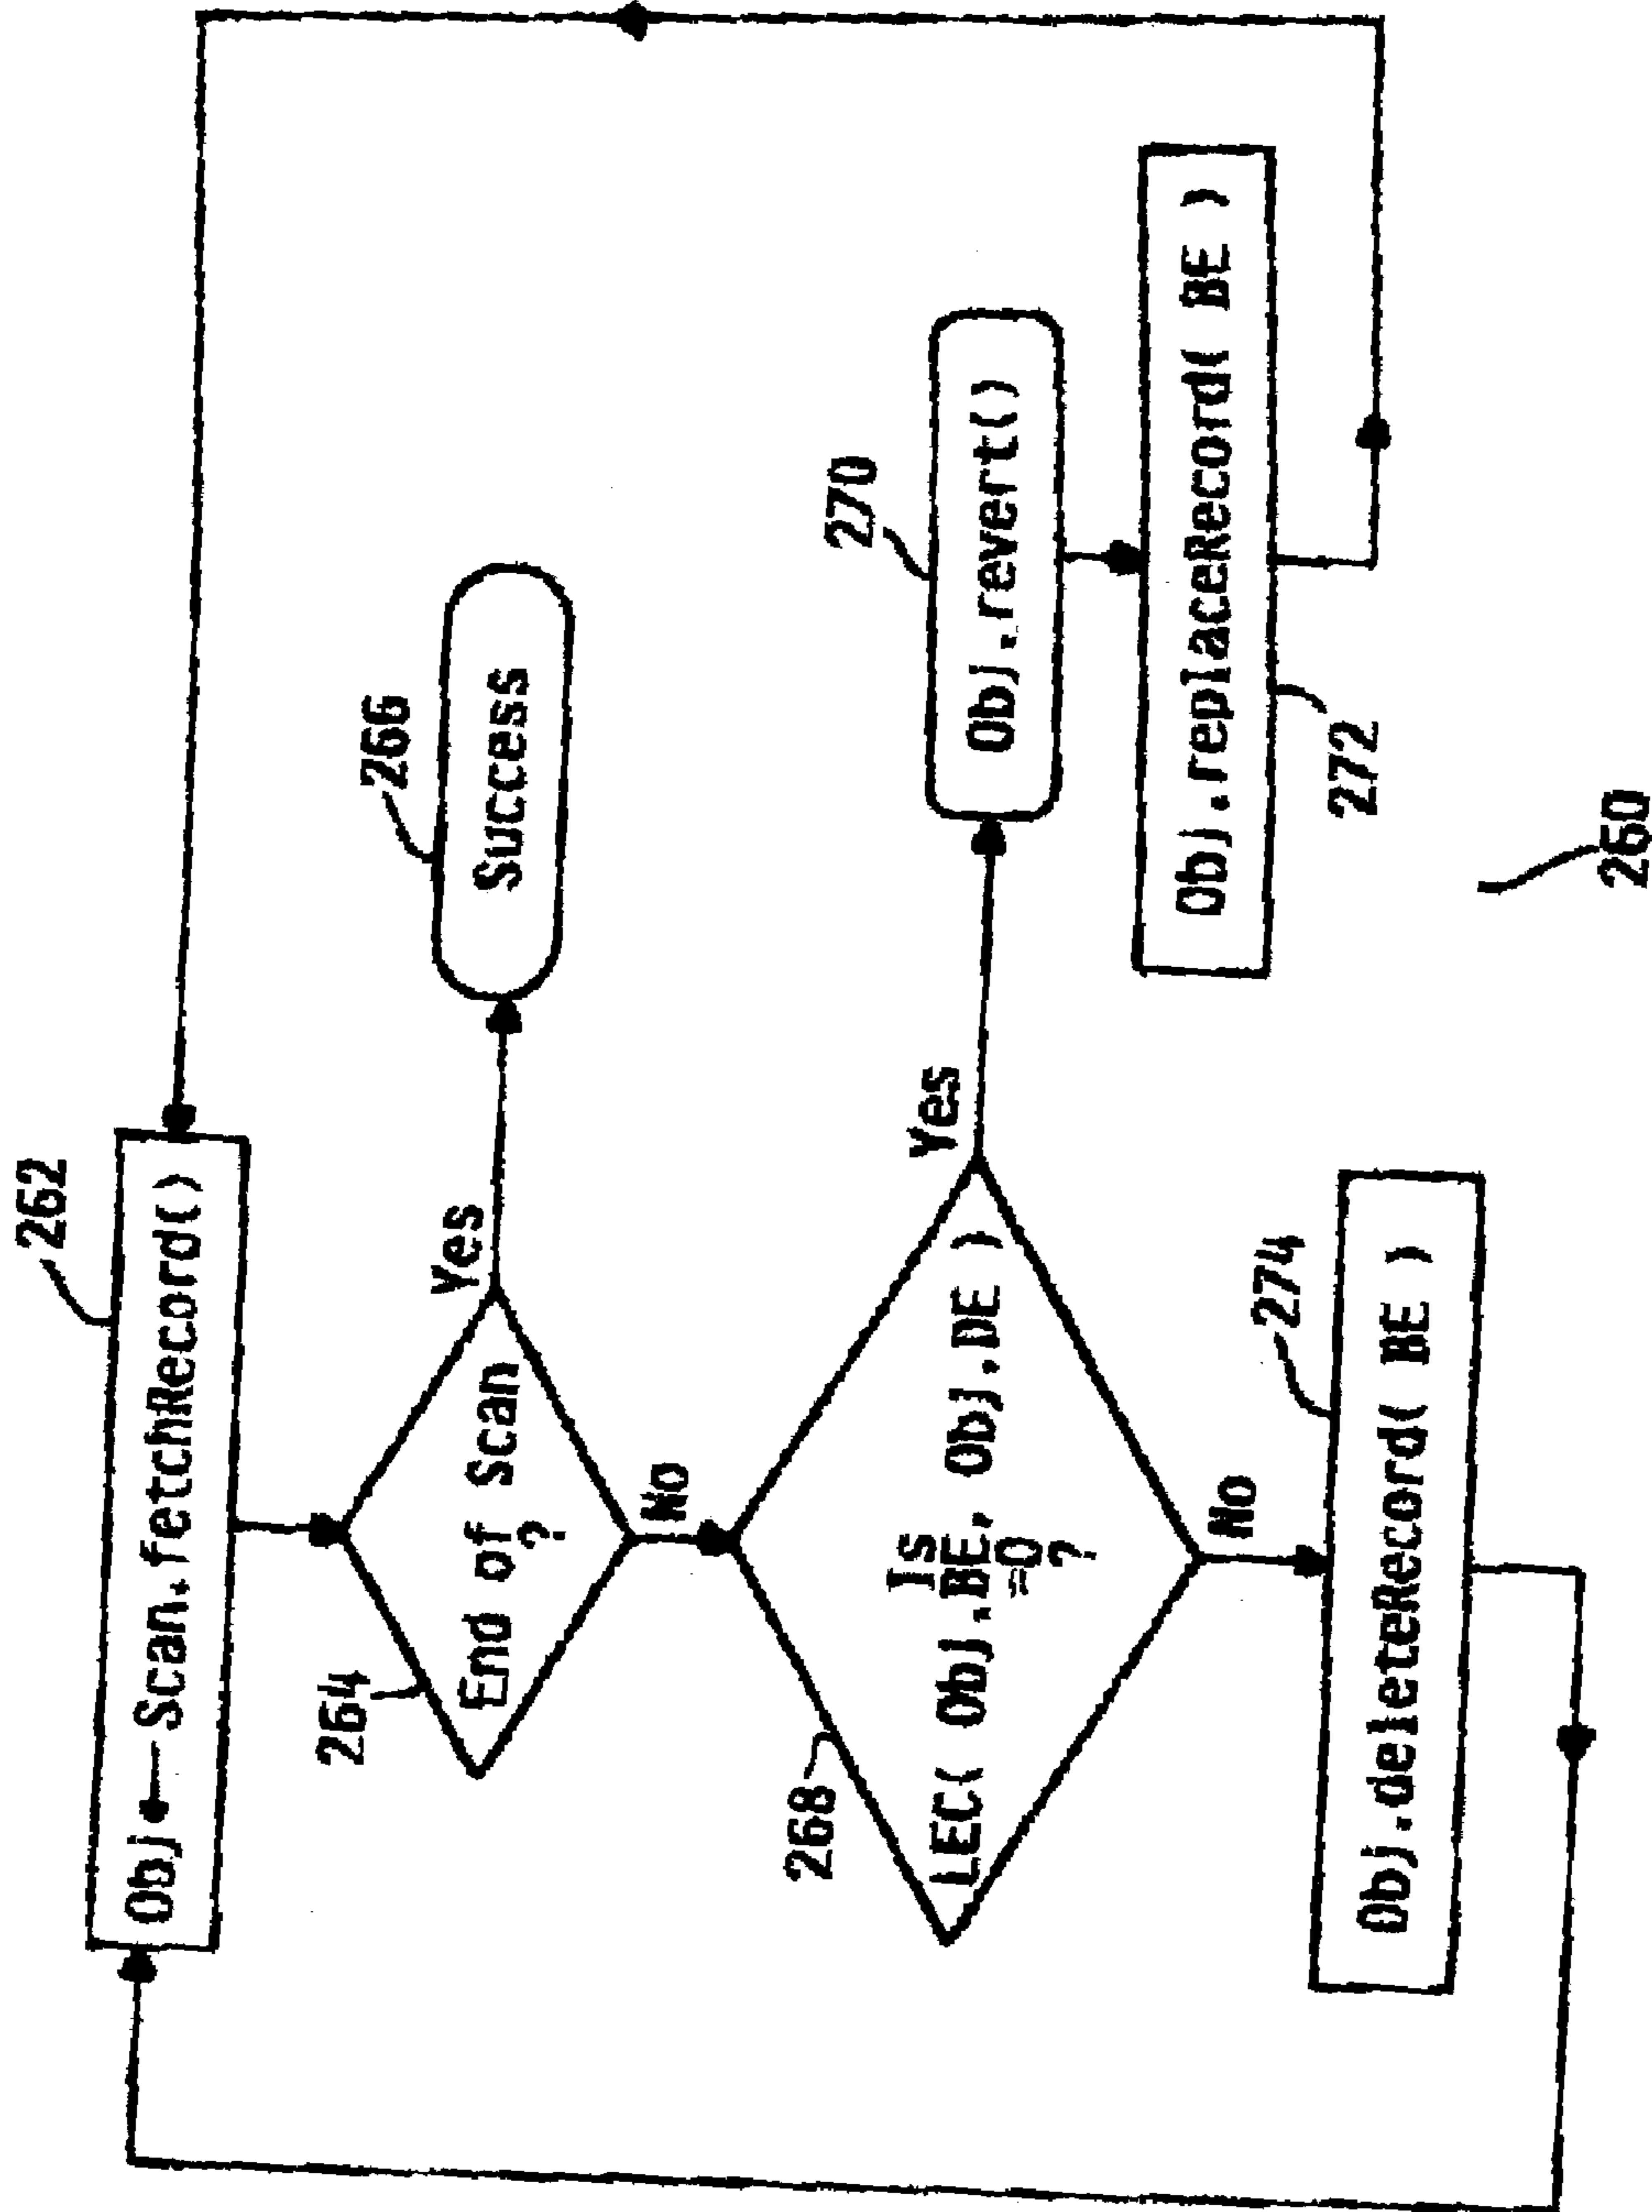 262
Obj ← Scan.fetchRecord()
264
End of Scan
?
Yes
266
Success
No
268
Is
LEC( Obj.BE, Obj.DE )
=0
?
Yes
270
Obj.revert()
Obj.replaceRecord( BE )
272
No
274
Obj.deleteRecord( BE )
260